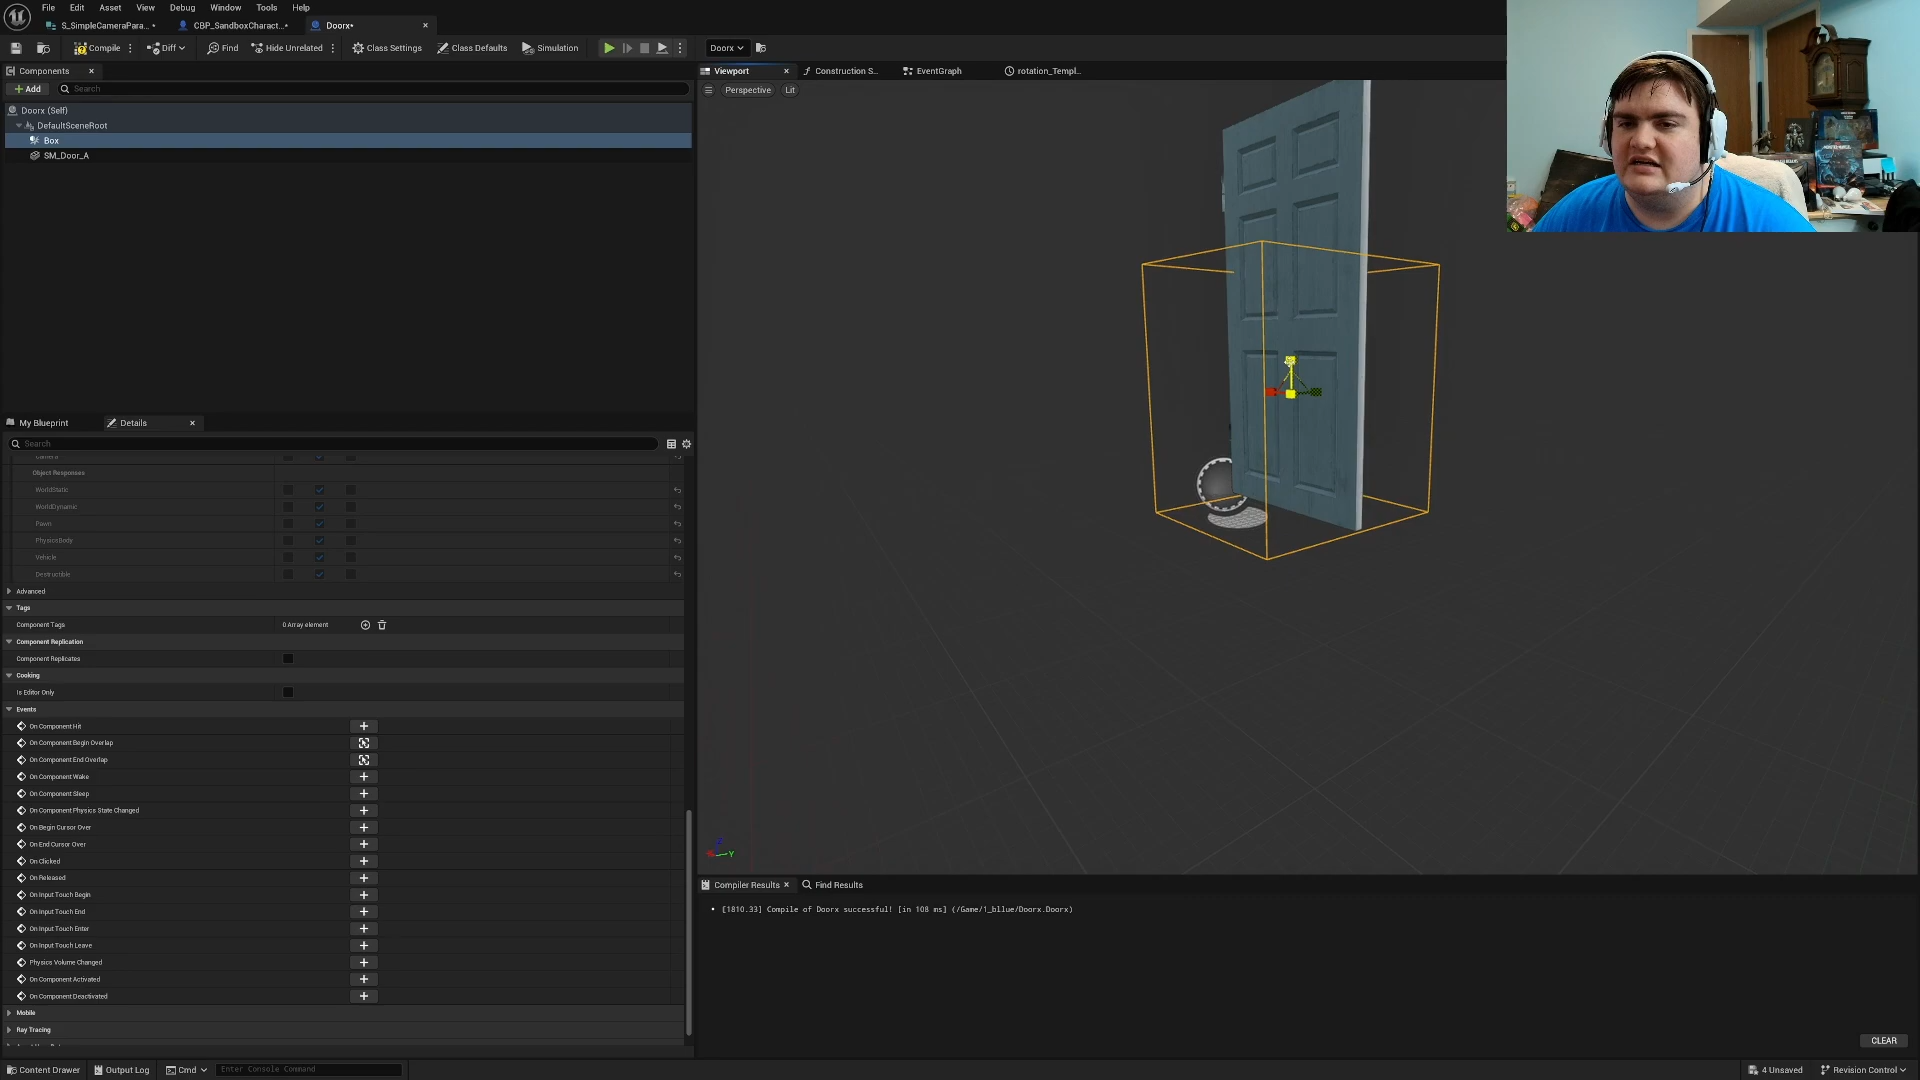 File Edit Asset View Debug Window Tools Help
S_SimpleCameraPara...* CBP_SandboxCharact...* Doorx*
Compile Diff Find Hide Unrelated Class Settings Class Defaults Simulation Doorx
Components
Add Search
Doorx (Self)
DefaultSceneRoot
Box
SM_Door_A
Viewport Construction S... EventGraph rotation_Templ...
Perspective Lit
My Blueprint Details
Search
Camera
Object Responses
WorldStatic
WorldDynamic
Pawn
PhysicsBody
Vehicle
Destructible
Advanced
Tags
Component Tags 0 Array element
Component Replication
Component Replicates
Cooking
Is Editor Only
Events
On Component Hit
On Component Begin Overlap
On Component End Overlap
On Component Wake
On Component Sleep
On Component Physics State Changed
On Begin Cursor Over
On End Cursor Over
On Clicked
On Released
On Input Touch Begin
On Input Touch End
On Input Touch Enter
On Input Touch Leave
Physics Volume Changed
On Component Activated
On Component Deactivated
Mobile
Ray Tracing
Z
Y
Compiler Results Find Results
• [1810.33] Compile of Doorx successful! [in 108 ms] (/Game/1_bllue/Doorx.Doorx)
CLEAR
Content Drawer Output Log Cmd Enter Console Command 4 Unsaved Revision Control